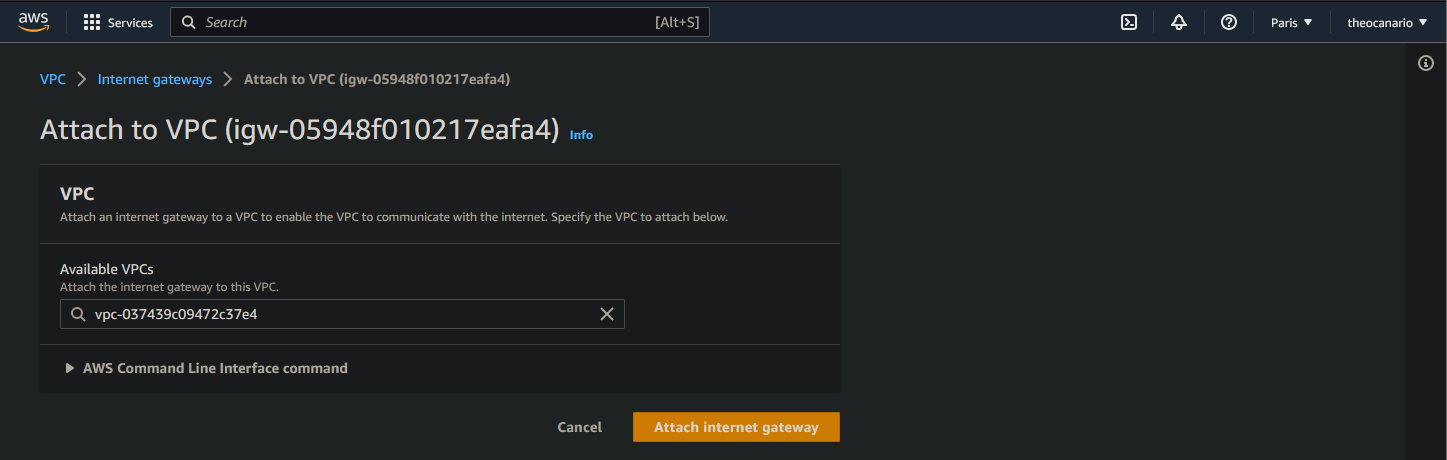 aws Services Search [Alt+S] Paris theocanario
VPC Internet gateways Attach to VPC (igw-05948f010217eafa4)
Attach to VPC (igw-05948f010217eafa4) Info
VPC
Attach an internet gateway to a VPC to enable the VPC to communicate with the internet. Specify the VPC to attach below.
Available VPCs
Attach the internet gateway to this VPC.
vpc-037439c09472c37e4
AWS Command Line Interface command
Cancel Attach internet gateway